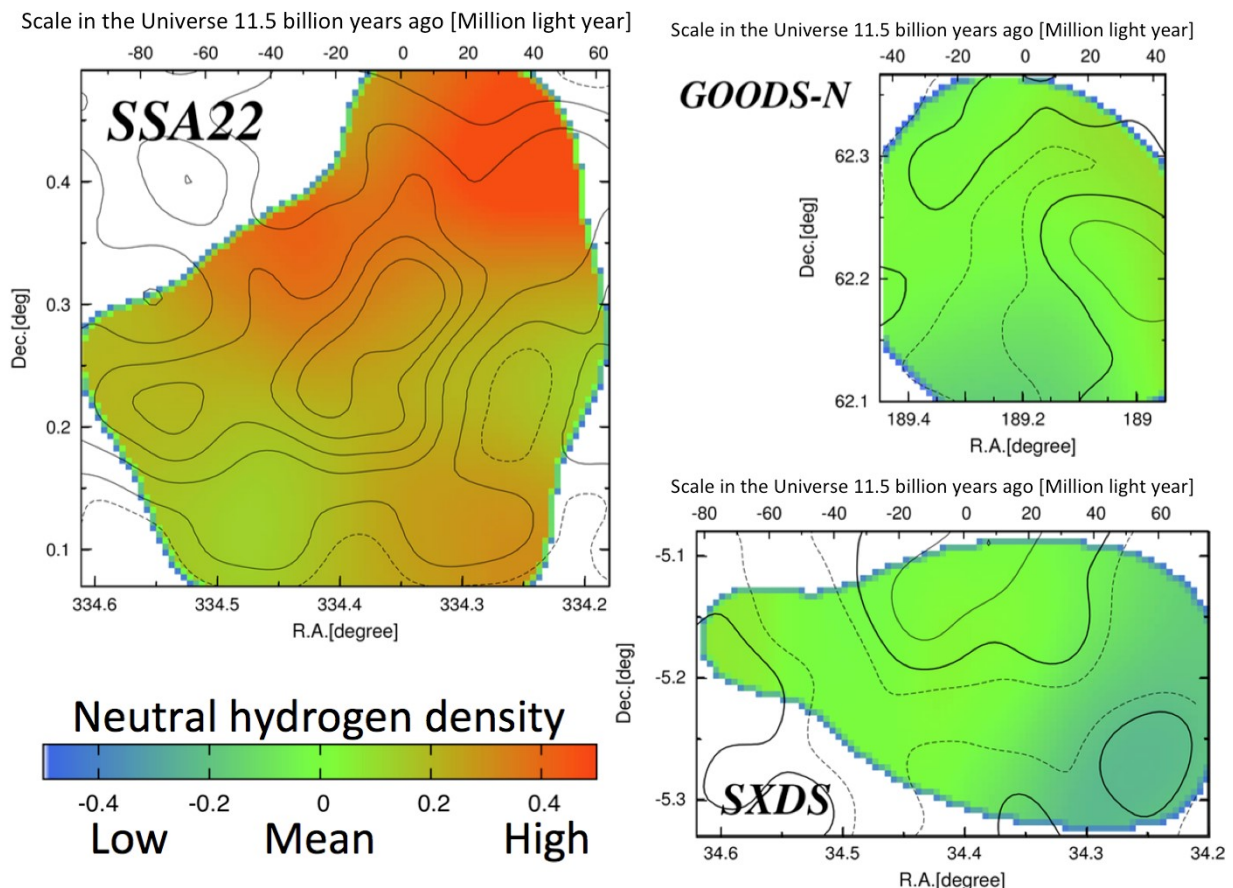 Scale in the Universe 11.5 billion years ago [Million light year]
-80 -60 -40 -20 0 20 40 60
SSA22
0.4
0.3
0.2
0.1
Dec.[deg]
334.6 334.5 334.4 334.3 334.2
R.A.[degree]
Scale in the Universe 11.5 billion years ago [Million light year]
-40 -20 0 20 40
GOODS-N
62.3
62.2
62.1
Dec.[deg]
189.4 189.2 189
R.A.[degree]
Scale in the Universe 11.5 billion years ago [Million light year]
-80 -60 -40 -20 0 20 40 60
-5.1
-5.2
-5.3
Dec.[deg]
SXDS
34.6 34.5 34.4 34.3 34.2
R.A.[degree]
Neutral hydrogen density
-0.4 -0.2 0 0.2 0.4
Low Mean High